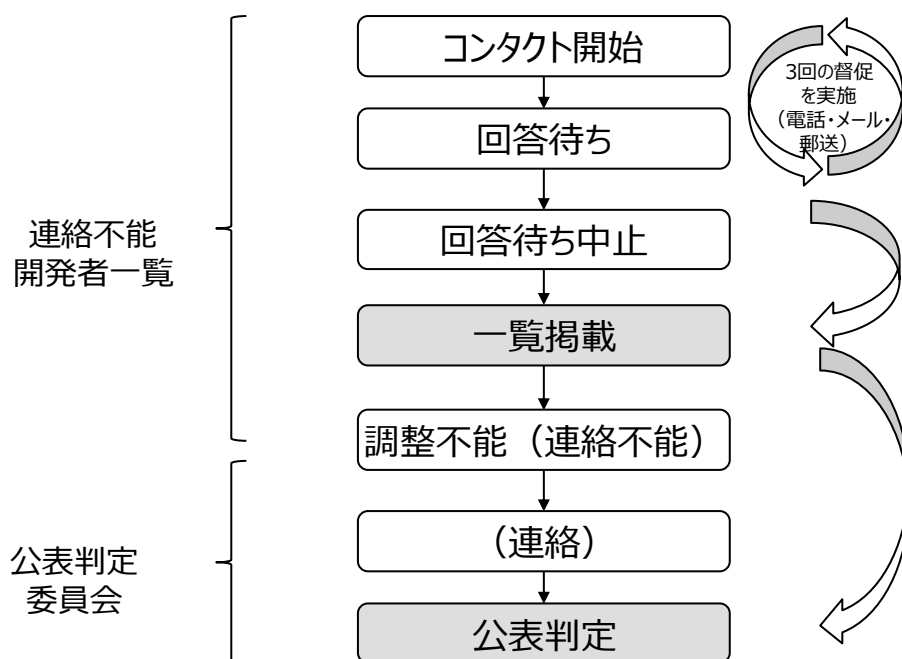 コンタクト開始
3回の督促
を実施
（電話・メール・
郵送）
回答待ち
回答待ち中止
連絡不能
開発者一覧
一覧掲載
調整不能（連絡不能）
（連絡）
公表判定
委員会
公表判定